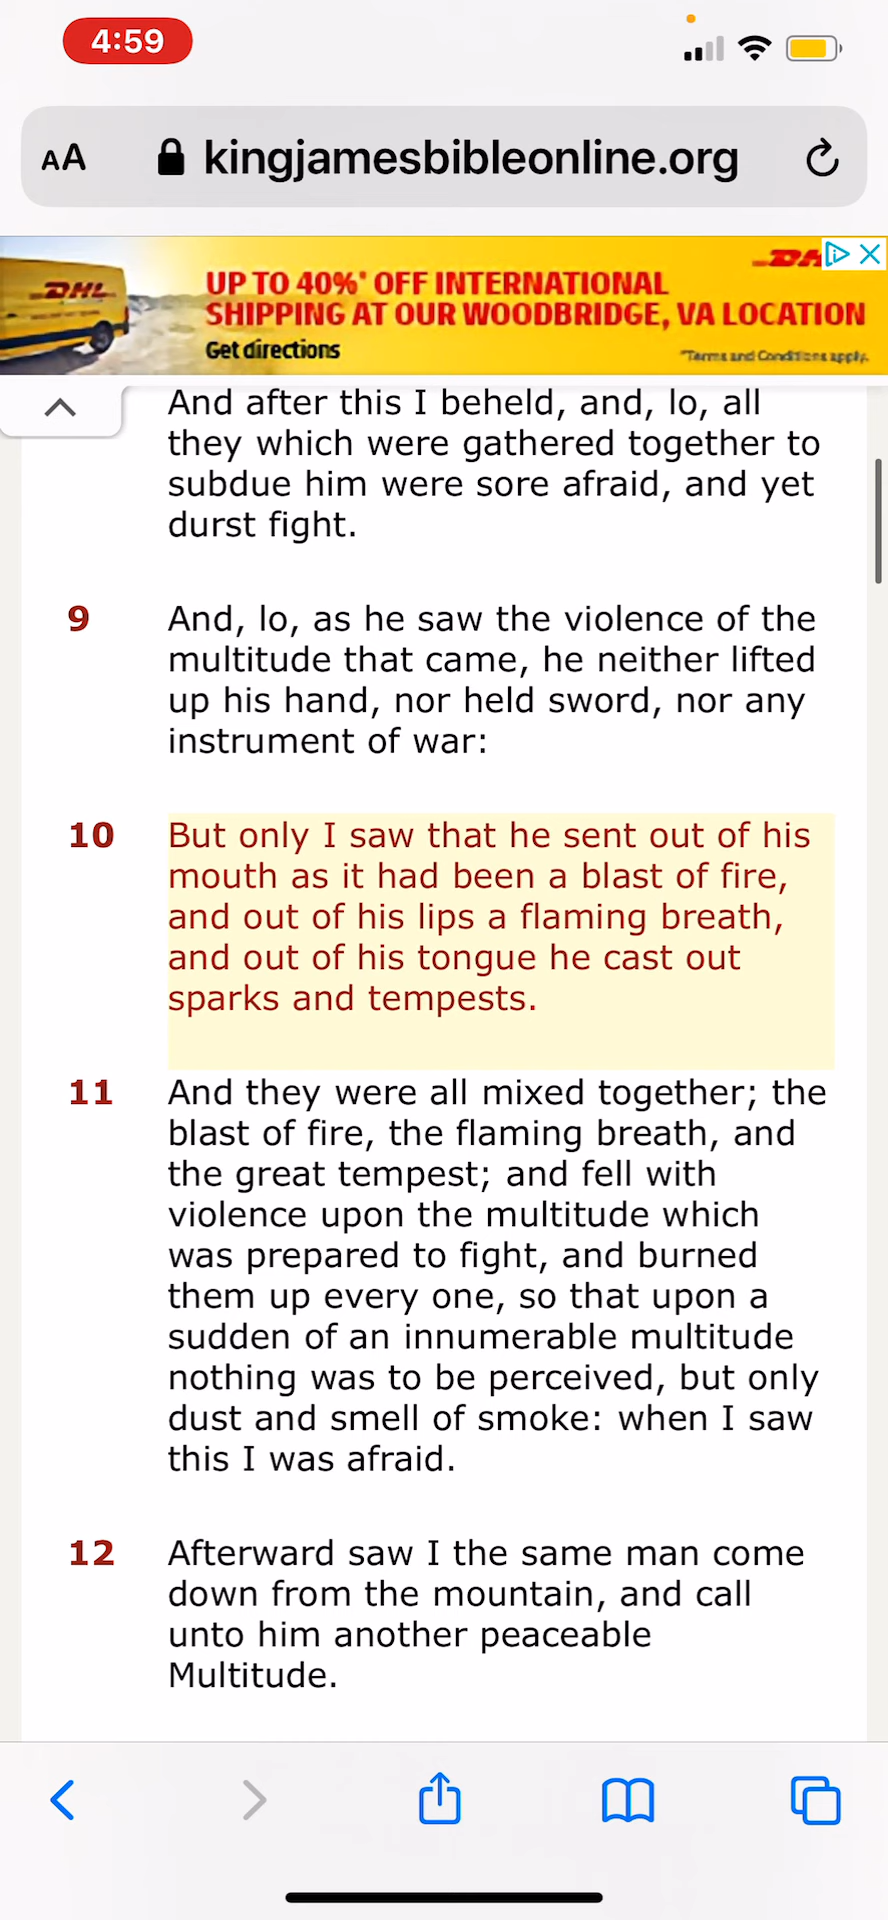 4:59
AA kingjamesbibleonline.org
DHL
UP TO 40%* OFF INTERNATIONAL
SHIPPING AT OUR WOODBRIDGE, VA LOCATION
Get directions
*Terms and Conditions apply.
And after this I beheld, and, lo, all
they which were gathered together to
subdue him were sore afraid, and yet
durst fight.
9 And, lo, as he saw the violence of the
multitude that came, he neither lifted
up his hand, nor held sword, nor any
instrument of war:
10 But only I saw that he sent out of his
mouth as it had been a blast of fire,
and out of his lips a flaming breath,
and out of his tongue he cast out
sparks and tempests.
11 And they were all mixed together; the
blast of fire, the flaming breath, and
the great tempest; and fell with
violence upon the multitude which
was prepared to fight, and burned
them up every one, so that upon a
sudden of an innumerable multitude
nothing was to be perceived, but only
dust and smell of smoke: when I saw
this I was afraid.
12 Afterward saw I the same man come
down from the mountain, and call
unto him another peaceable
Multitude.